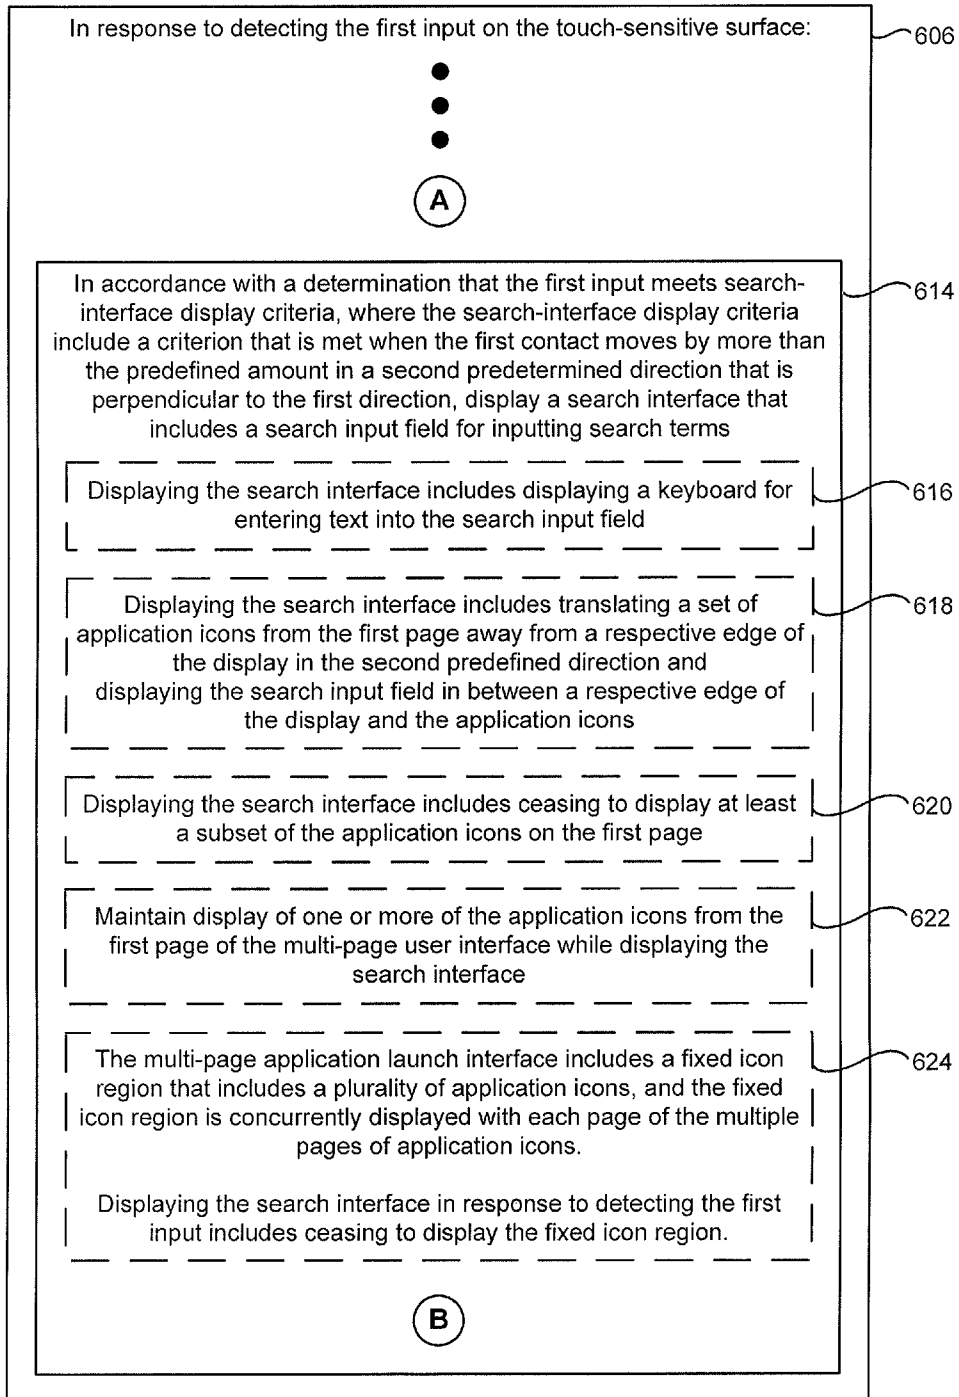 In response to detecting the first input on the touch-sensitive surface:
606
A
In accordance with a determination that the first input meets search-
interface display criteria, where the search-interface display criteria
include a criterion that is met when the first contact moves by more than
the predefined amount in a second predetermined direction that is
perpendicular to the first direction, display a search interface that
includes a search input field for inputting search terms
614
Displaying the search interface includes displaying a keyboard for
entering text into the search input field
616
Displaying the search interface includes translating a set of
application icons from the first page away from a respective edge of
the display in the second predefined direction and
displaying the search input field in between a respective edge of
the display and the application icons
618
Displaying the search interface includes ceasing to display at least
a subset of the application icons on the first page
620
Maintain display of one or more of the application icons from the
first page of the multi-page user interface while displaying the
search interface
622
The multi-page application launch interface includes a fixed icon
region that includes a plurality of application icons, and the fixed
icon region is concurrently displayed with each page of the multiple
pages of application icons.
624
Displaying the search interface in response to detecting the first
input includes ceasing to display the fixed icon region.
B